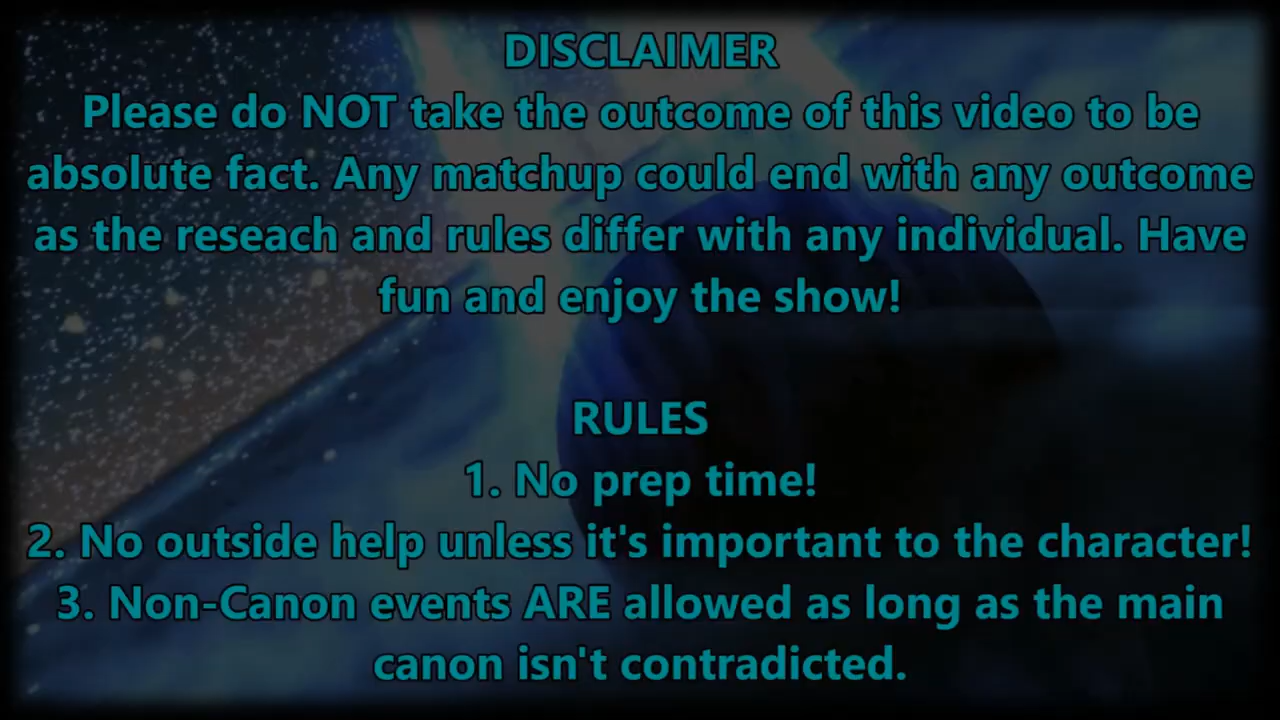 DISCLAIMER
Please do NOT take the outcome of this video to be
absolute fact. Any matchup could end with any outcome
as the reseach and rules differ with any individual. Have
fun and enjoy the show!
RULES
1. No prep time!
2. No outside help unless it's important to the character!
3. Non-Canon events ARE allowed as long as the main
canon isn't contradicted.